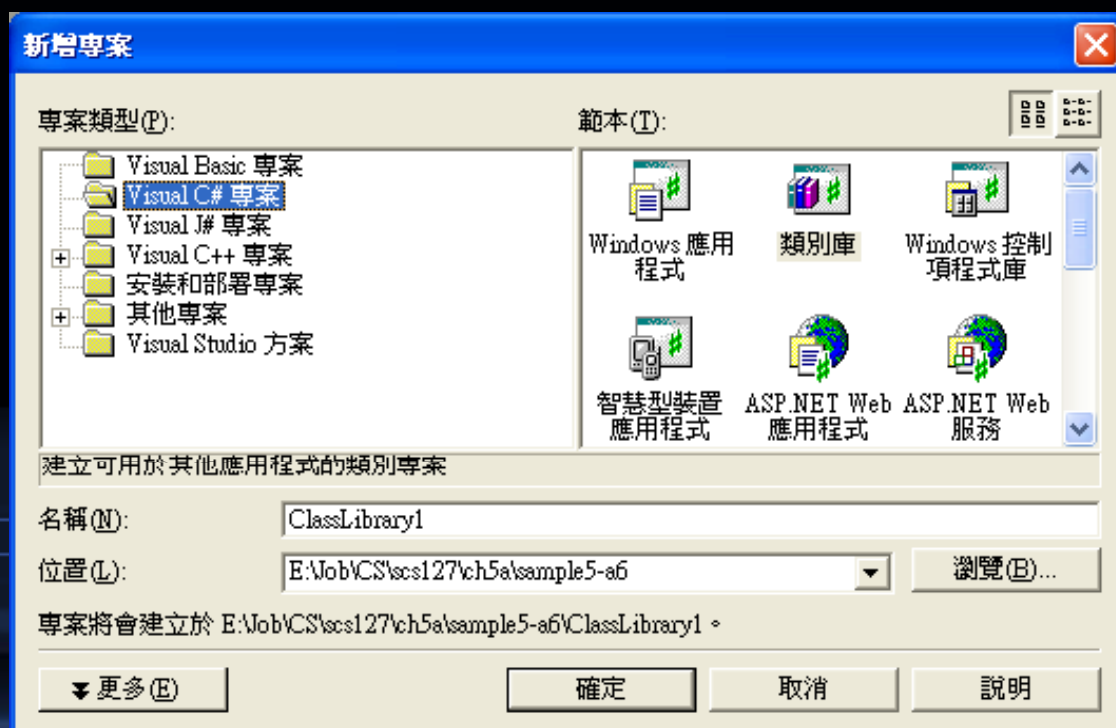 新增專案
專案類型(P):
範本(T):
Visual Basic 專案
Visual C# 專案
Visual J# 專案
Visual C++ 專案
安裝和部署專案
其他專案
Visual Studio 方案
Windows 應用
程式
類別庫
Windows 控制
項程式庫
智慧型裝置
應用程式
ASP.NET Web
應用程式
ASP.NET Web
服務
建立可用於其他應用程式的類別專案
名稱(N):
ClassLibrary1
位置(L):
E:\Job\CS\scs127\ch5a\sample5-a6
瀏覽(B)...
專案將會建立於 E:\Job\CS\scs127\ch5a\sample5-a6\ClassLibrary1。
更多(E)
確定
取消
說明